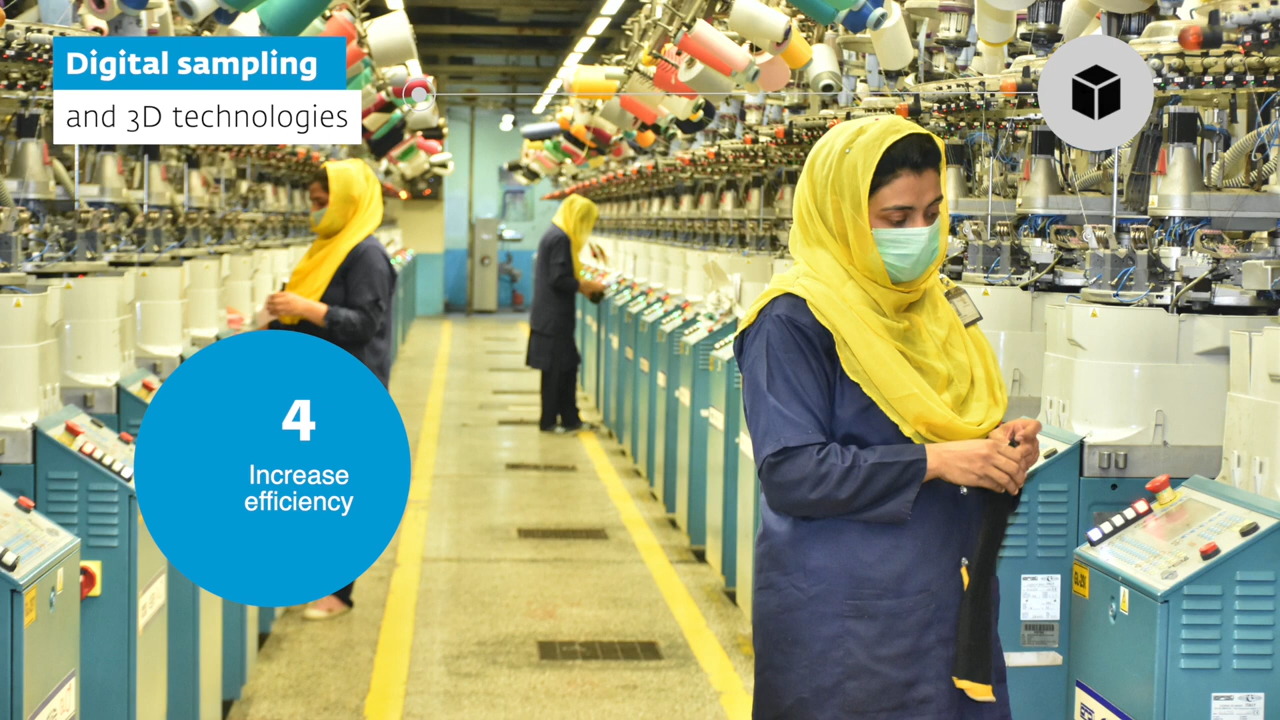 Digital sampling
and 3D technologies
4
Increase
efficiency